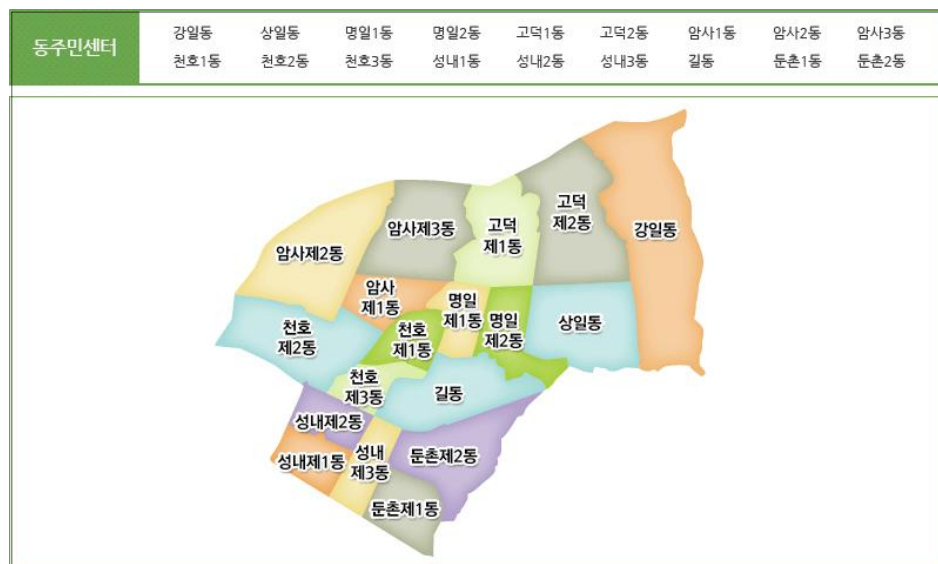 동주민센터
강일동 상일동 명일1동 명일2동 고덕1동 고덕2동 암사1동 암사2동 암사3동
천호1동 천호2동 천호3동 성내1동 성내2동 성내3동 길동 둔촌1동 둔촌2동
고덕
제2동
암사제3동
고덕
제1동
강일동
암사제2동
암사
제1동
명일
제1동
명일
제2동
상일동
천호
제2동
천호
제1동
천호
제3동
길동
성내제2동
성내제1동
성내
제3동
둔촌제2동
둔촌제1동